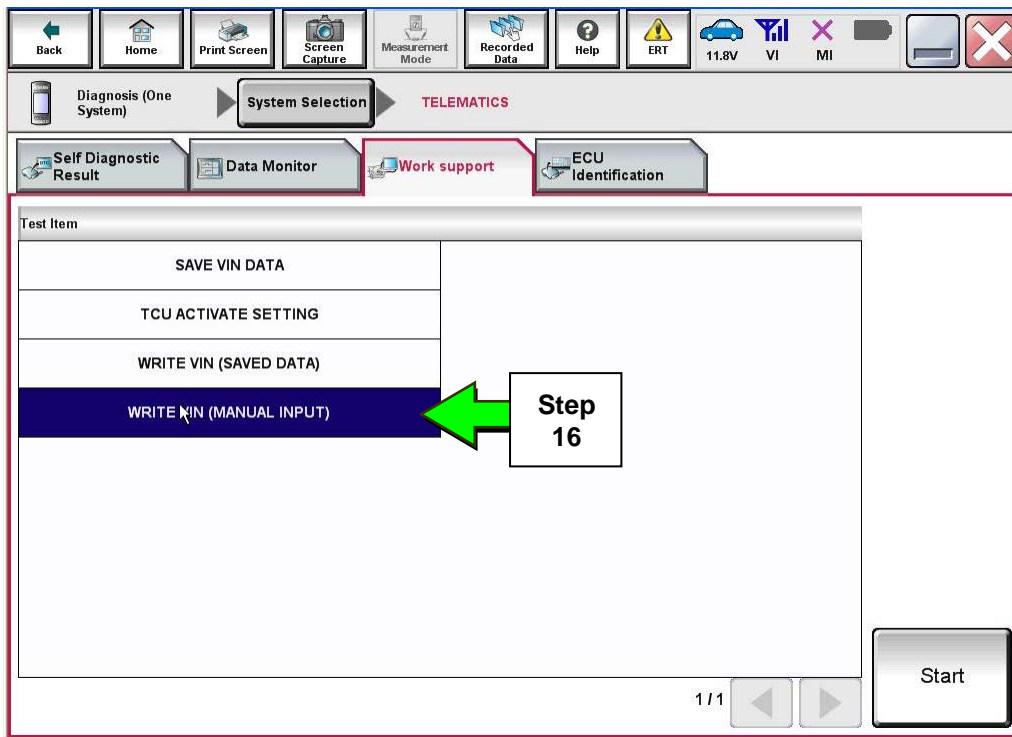 Back
Home
Print Screen
Screen
Capture
Measurement
Mode
Recorded
Data
Help
ERT
11.8V
VI
MI
Diagnosis (One
System)
System Selection
TELEMATICS
Self Diagnostic
Result
Data Monitor
Work support
ECU
Identification
Test Item
SAVE VIN DATA
TCU ACTIVATE SETTING
WRITE VIN (SAVED DATA)
WRITE VIN (MANUAL INPUT)
Step
16
1/1
Start